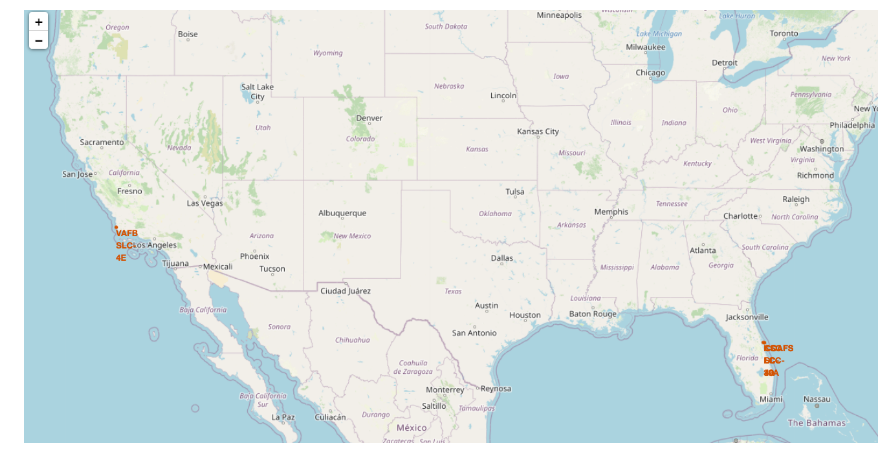 +
−
Oregon
Boise
Wyoming
South Dakota
Minneapolis
Lake Michigan
Lake Huron
Toronto
Milwaukee
Detroit
New York
Chicago
Salt Lake
City
Nebraska
Iowa
Lincoln
Pennsylvania
New Y
Denver
Utah
Colorado
Kansas City
Illinois
Indiana
Ohio
Philadelphia
Sacramento
Nevada
Kansas
Missouri
West Virginia
Washington
Virginia
San Jose
California
Kentucky
Richmond
Fresno
Las Vegas
Tulsa
Raleigh
Albuquerque
Oklahoma
Memphis
Tennessee
Charlotte
North Carolina
Arkansas
VAFB
SLC-
4E
Los Angeles
Arizona
New Mexico
Atlanta
South Carolina
Tijuana
Mexicali
Phoenix
Tucson
Dallas
Mississippi
Alabama
Georgia
Ciudad Juárez
Texas
Louisiana
Baja California
Austin
Houston
Baton Rouge
Jacksonville
Sonora
Chihuahua
San Antonio
Florida
Coahuila
de Zaragoza
Baja California
Sur
Monterrey
Reynosa
Miami
Nassau
La Paz
Culiacán
Durango
Saltillo
Tamaulipas
The Bahamas
México
Zacatecas
San Luis